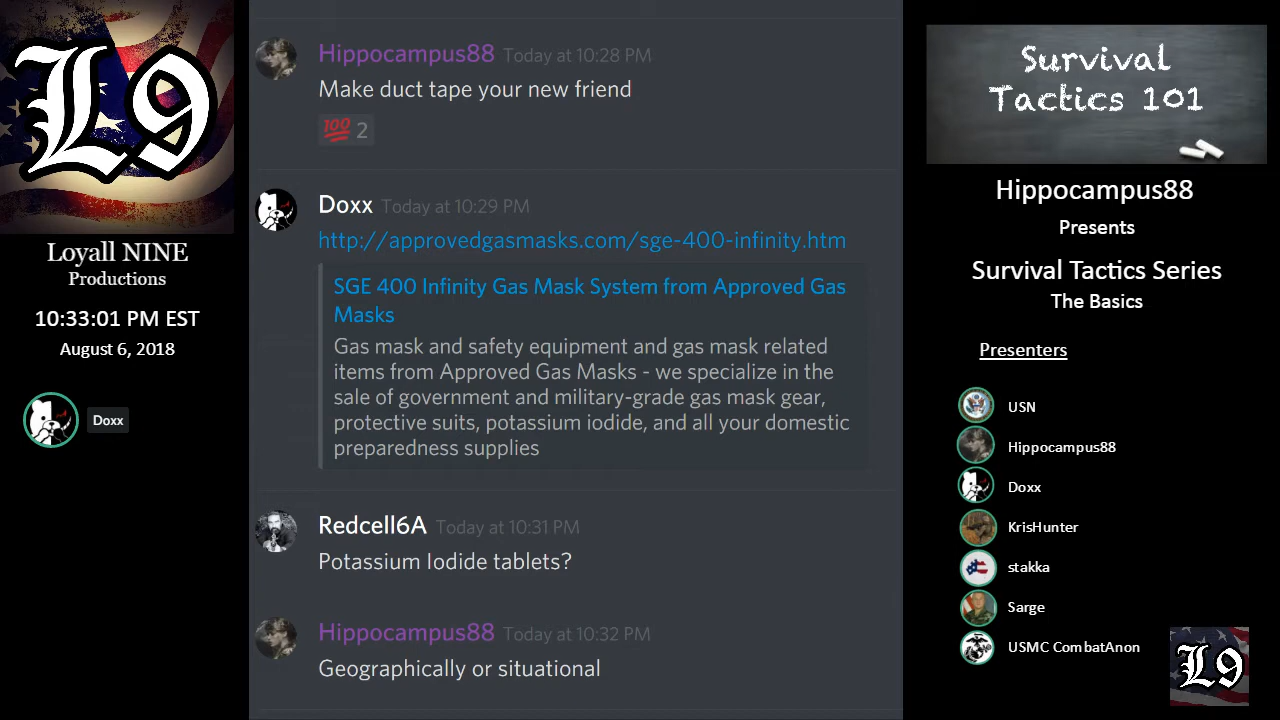 L9
Loyall NINE
Productions
10:33:01 PM EST
August 6, 2018
Doxx
Hippocampus88 Today at 10:28 PM
Make duct tape your new friend
100 2
Doxx Today at 10:29 PM
http://approvedgasmasks.com/sge-400-infinity.htm
SGE 400 Infinity Gas Mask System from Approved Gas
Masks
Gas mask and safety equipment and gas mask related
items from Approved Gas Masks - we specialize in the
sale of government and military-grade gas mask gear,
protective suits, potassium iodide, and all your domestic
preparedness supplies
Redcell6A Today at 10:31 PM
Potassium Iodide tablets?
Hippocampus88 Today at 10:32 PM
Geographically or situational
Survival
Tactics 101
Hippocampus88
Presents
Survival Tactics Series
The Basics
Presenters
USN
Hippocampus88
Doxx
KrisHunter
stakka
Sarge
USMC CombatAnon
L9